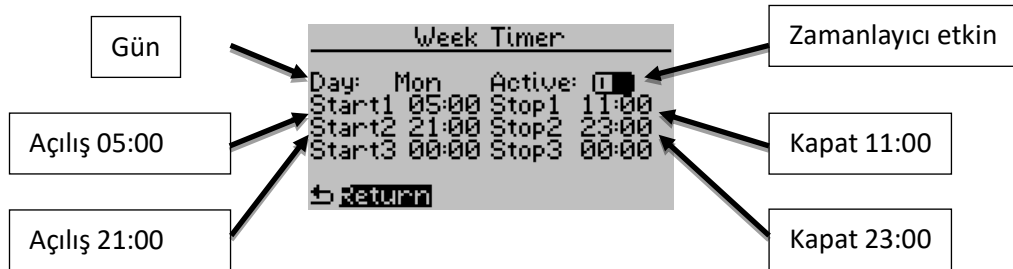 Week Timer
Gün
Zamanlayıcı etkin
Day: Mon Active: I
Start1 05:00 Stop1 11:00
Açılış 05:00
Kapat 11:00
Start2 21:00 Stop2 23:00
Start3 00:00 Stop3 00:00
Return
Açılış 21:00
Kapat 23:00